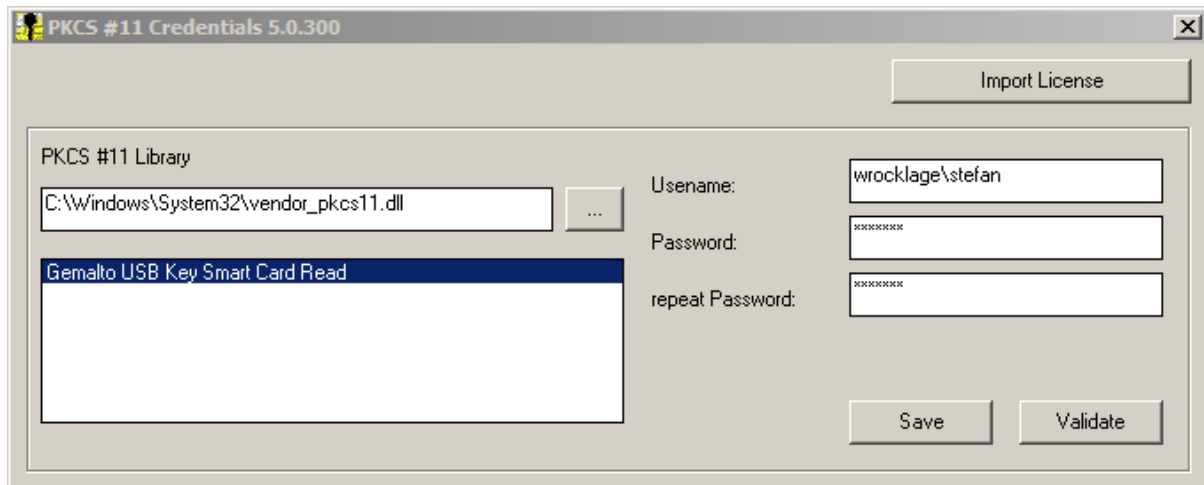 PKCS #11 Credentials 5.0.300
Import License
PKCS #11 Library
C:\Windows\System32\vendor_pkcs11.dll
...
Gemalto USB Key Smart Card Read
Usename:
wrocklage\stefan
Password:
*******
repeat Password:
*******
Save
Validate